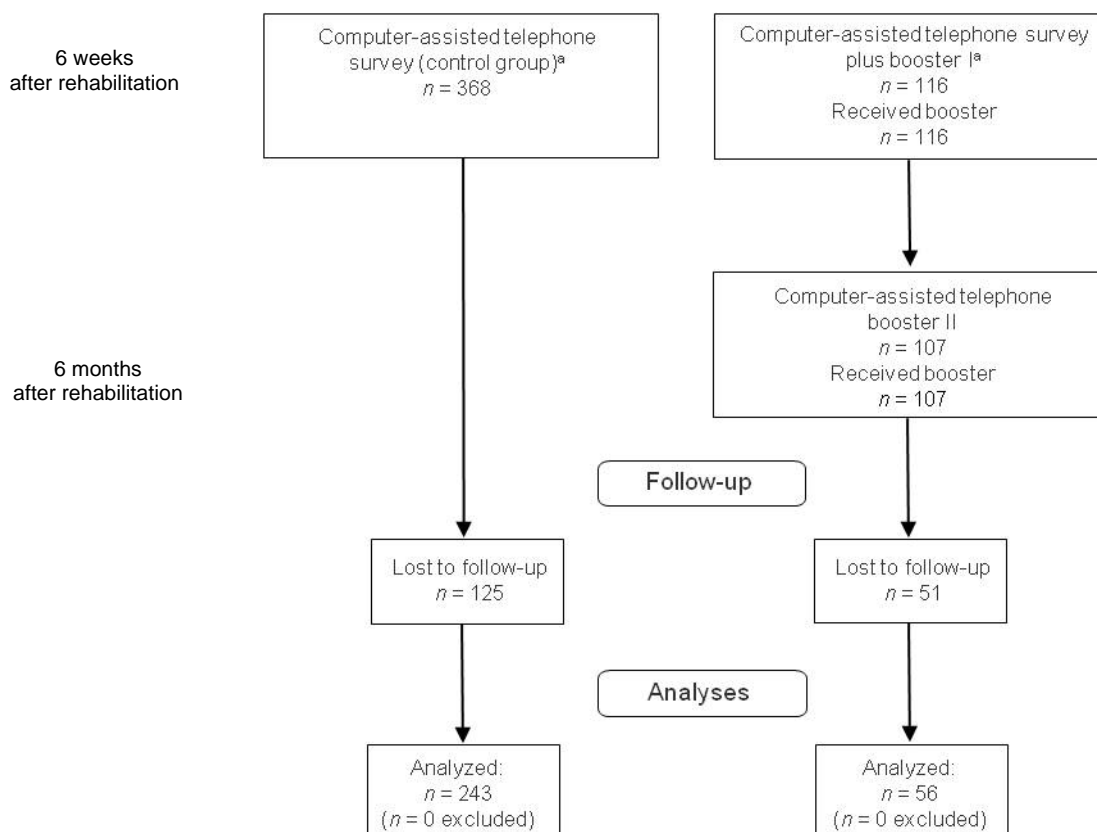 6 weeks
after rehabilitation
Computer-assisted telephone
survey (control group)ª
n = 368
Computer-assisted telephone survey
plus booster Iª
n = 116
Received booster
n = 116
6 months
after rehabilitation
Computer-assisted telephone
booster II
n = 107
Received booster
n = 107
Follow-up
Lost to follow-up
n = 125
Lost to follow-up
n = 51
Analyses
Analyzed:
n = 243
(n = 0 excluded)
Analyzed:
n = 56
(n = 0 excluded)